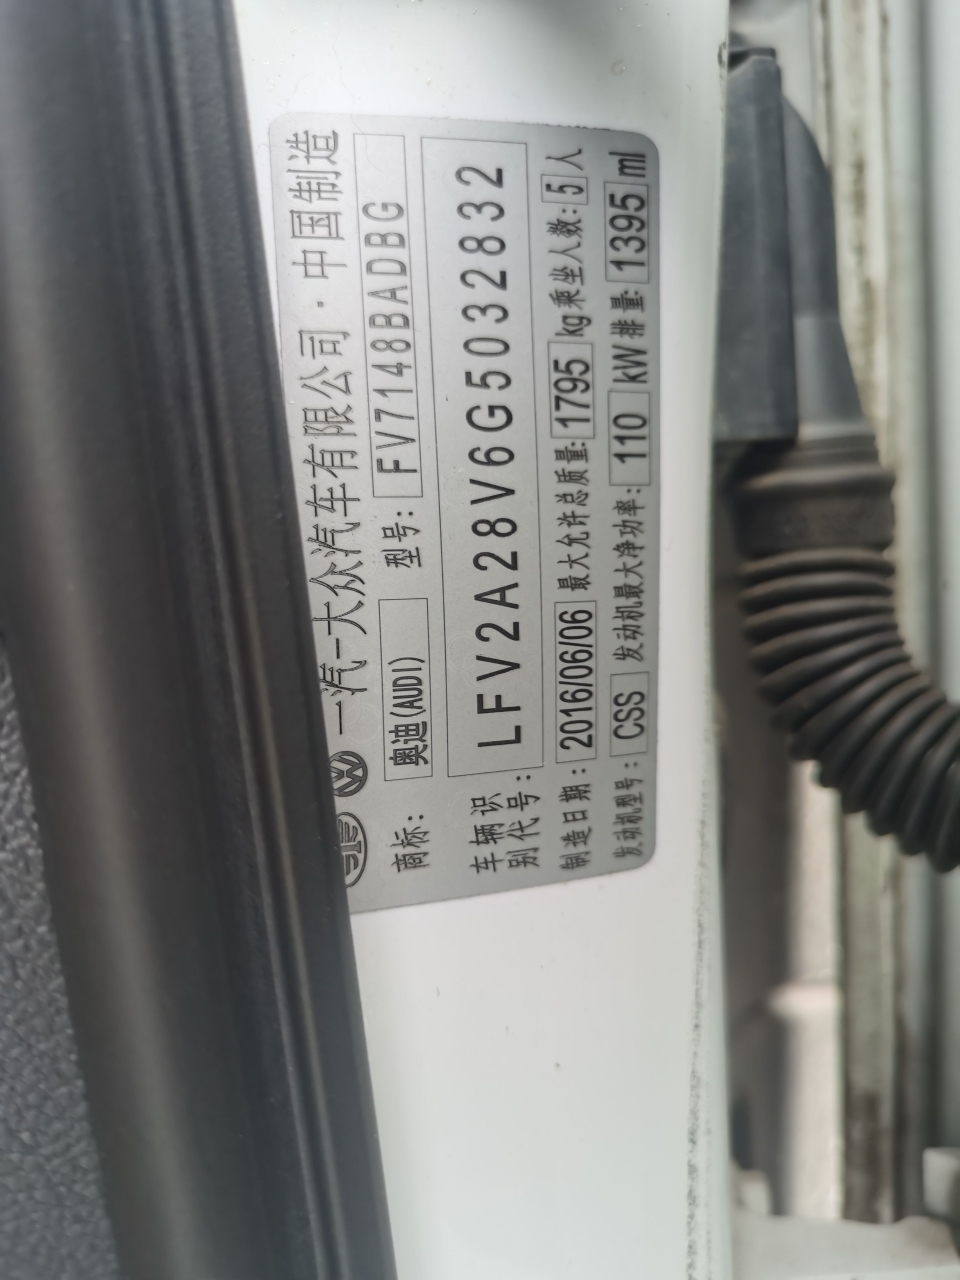 一汽-大众汽车有限公司·中国制造
商标: 奥迪(AUDI) 型号: FV7148BADBG
车辆识
别代号: LFV2A28V6G5032832
制造日期: 2016/06/06 最大允许总质量: 1795 kg 乘坐人数: 5 人
发动机型号: CSS 发动机最大净功率: 110 kW 排量: 1395 ml